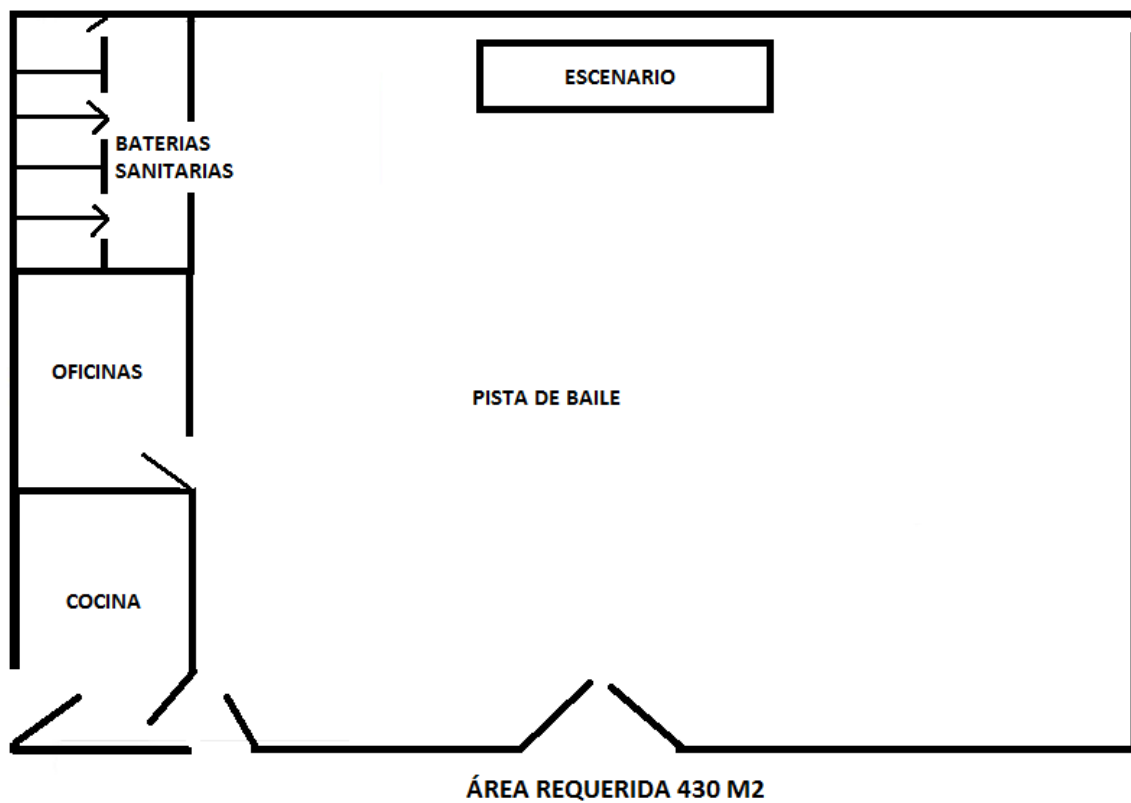 ESCENARIO
BATERIAS
SANITARIAS
OFICINAS
PISTA DE BAILE
COCINA
ÁREA REQUERIDA 430 M2